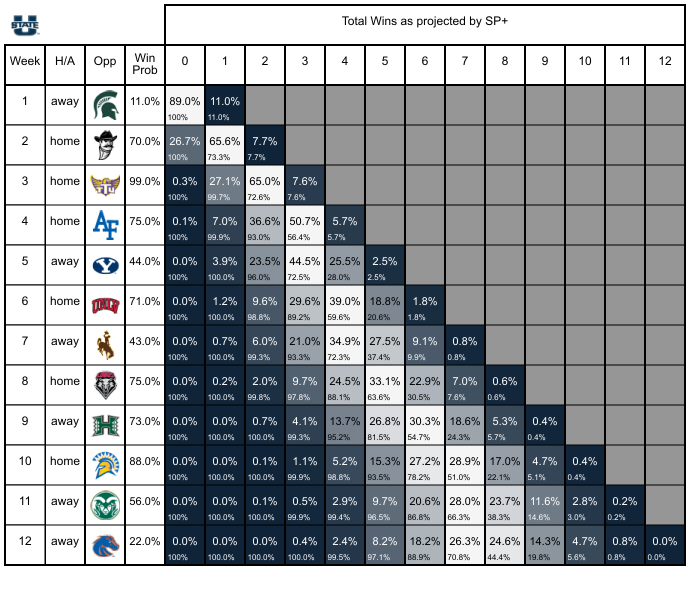 U
STATE
Total Wins as projected by SP+
Week H/A Opp Win Prob 0 1 2 3 4 5 6 7 8 9 10 11 12
1 away 11.0% 89.0% 11.0%
100% 11.0%
2 home 70.0% 26.7% 65.6% 7.7%
100% 73.3% 7.7%
3 home 99.0% 0.3% 27.1% 65.0% 7.6%
100% 99.7% 72.6% 7.6%
4 home AF 75.0% 0.1% 7.0% 36.6% 50.7% 5.7%
100% 99.9% 93.0% 56.4% 5.7%
5 away Y 44.0% 0.0% 3.9% 23.5% 44.5% 25.5% 2.5%
100% 100.0% 96.0% 72.5% 28.0% 2.5%
6 home UNLV 71.0% 0.0% 1.2% 9.6% 29.6% 39.0% 18.8% 1.8%
100% 100.0% 98.8% 89.2% 59.6% 20.6% 1.8%
7 away 43.0% 0.0% 0.7% 6.0% 21.0% 34.9% 27.5% 9.1% 0.8%
100% 100.0% 99.3% 93.3% 72.3% 37.4% 9.9% 0.8%
8 home 75.0% 0.0% 0.2% 2.0% 9.7% 24.5% 33.1% 22.9% 7.0% 0.6%
100% 100.0% 99.8% 97.8% 88.1% 63.6% 30.5% 7.6% 0.6%
9 away H 73.0% 0.0% 0.0% 0.7% 4.1% 13.7% 26.8% 30.3% 18.6% 5.3% 0.4%
100% 100.0% 100.0% 99.3% 95.2% 81.5% 54.7% 24.3% 5.7% 0.4%
10 home 88.0% 0.0% 0.0% 0.1% 1.1% 5.2% 15.3% 27.2% 28.9% 17.0% 4.7% 0.4%
100% 100.0% 100.0% 99.9% 98.8% 93.5% 78.2% 51.0% 22.1% 5.1% 0.4%
11 away 56.0% 0.0% 0.0% 0.1% 0.5% 2.9% 9.7% 20.6% 28.0% 23.7% 11.6% 2.8% 0.2%
100% 100.0% 100.0% 99.9% 99.4% 96.5% 86.8% 66.3% 38.3% 14.6% 3.0% 0.2%
12 away 22.0% 0.0% 0.0% 0.0% 0.4% 2.4% 8.2% 18.2% 26.3% 24.6% 14.3% 4.7% 0.8% 0.0%
100% 100.0% 100.0% 100.0% 99.5% 97.1% 88.9% 70.8% 44.4% 19.8% 5.6% 0.8% 0.0%